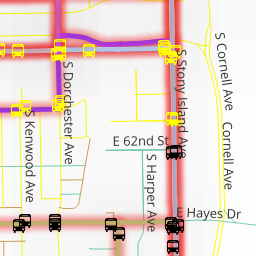 S Cornell Ave
S Stony Island Ave
S Dorchester Ave
S Kenwood Ave
Cornell Ave
E 62nd St
S Harper Ave
E Hayes Dr